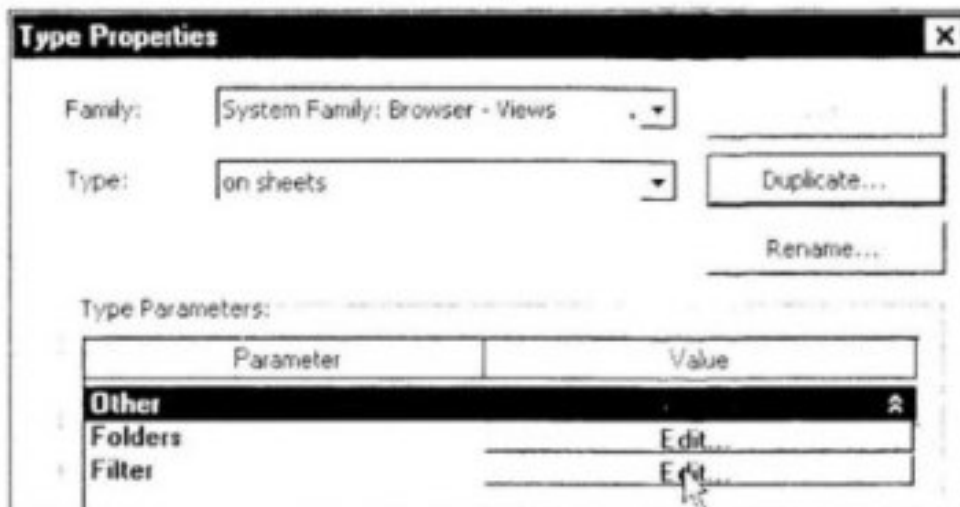 Type Properties
Family: System Family: Browser - Views
Type: on sheets Duplicate...
Rename...
Type Parameters:
Parameter Value
Other
Folders Edit...
Filter Edit...